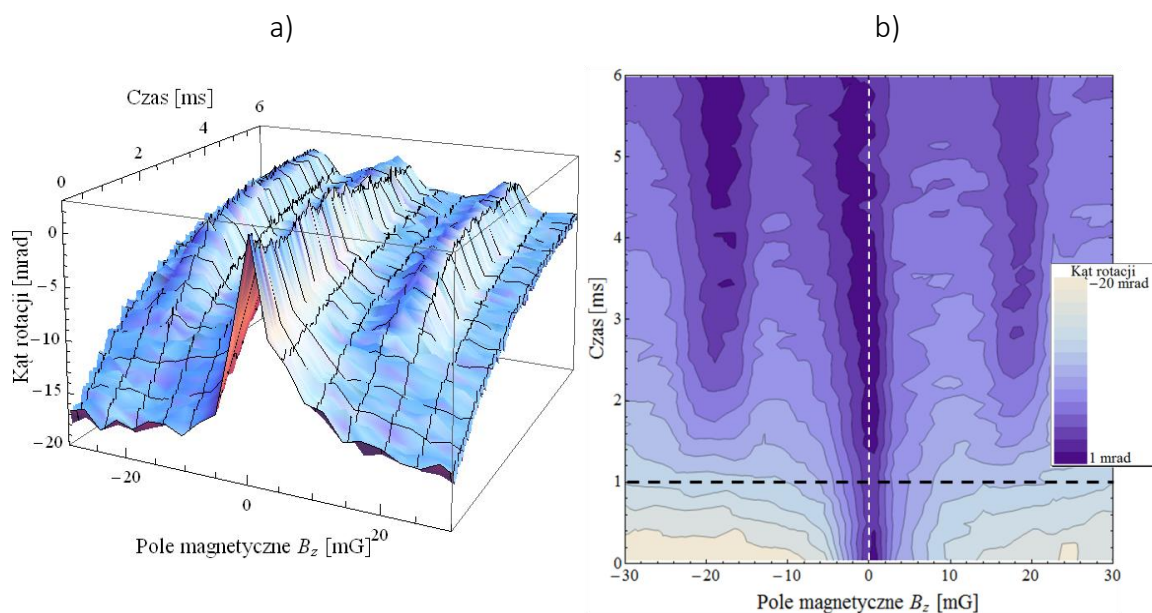 a)
Czas [ms]
0
2
4
6
Kąt rotacji [mrad]
0
−5
−10
−15
−20
−20
0
20
Pole magnetyczne Bz [mG]
b)
Czas [ms]
6
5
4
3
2
1
0
−30
−20
−10
0
10
20
30
Pole magnetyczne Bz [mG]
Kąt rotacji
−20 mrad
1 mrad